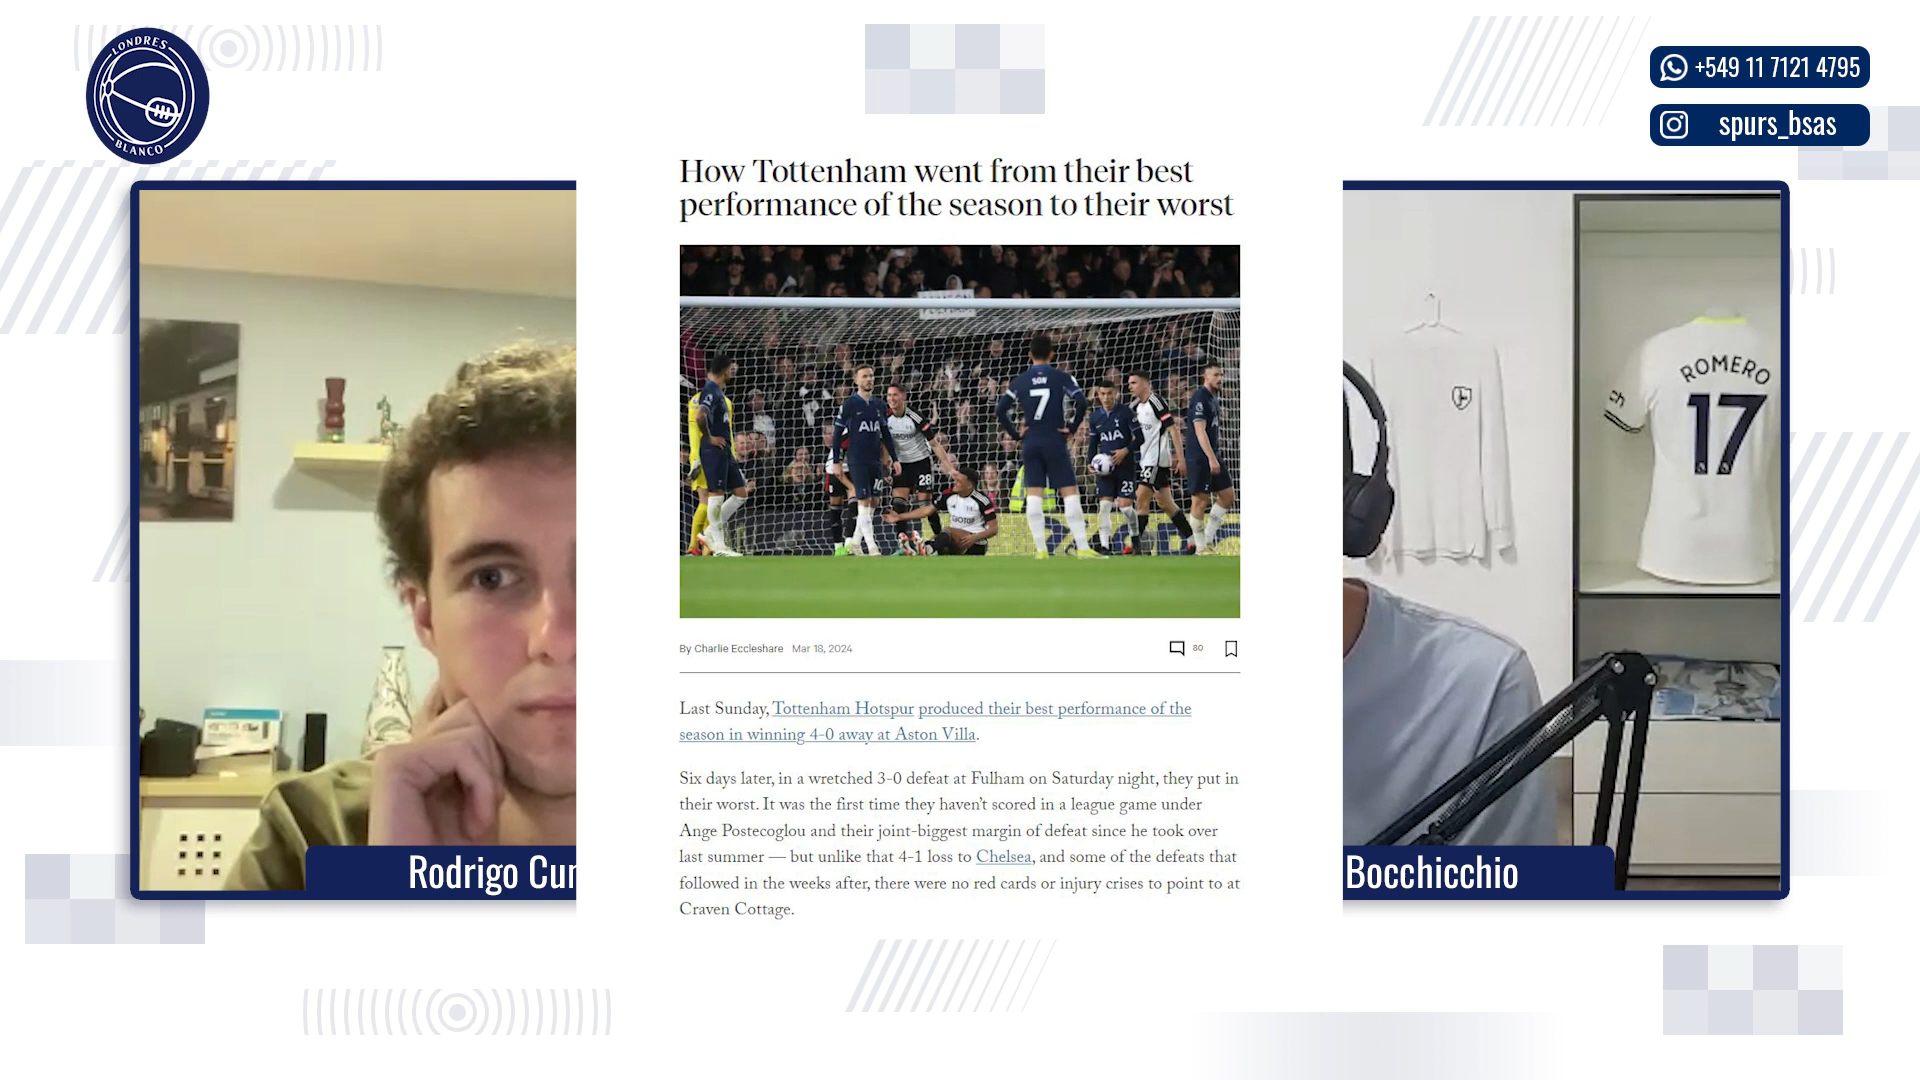 LONDRES
BLANCO
+549 11 7121 4795
spurs_bsas
How Tottenham went from their best
performance of the season to their worst
SON
7
AIA
AIA
10
28
23
ROMERO
17
By Charlie Eccleshare Mar 18, 2024
80
Last Sunday, Tottenham Hotspur produced their best performance of the
season in winning 4-0 away at Aston Villa.
Six days later, in a wretched 3-0 defeat at Fulham on Saturday night, they put in
their worst. It was the first time they haven't scored in a league game under
Ange Postecoglou and their joint-biggest margin of defeat since he took over
last summer — but unlike that 4-1 loss to Chelsea, and some of the defeats that
followed in the weeks after, there were no red cards or injury crises to point to at
Craven Cottage.
Rodrigo Cur
Bocchicchio